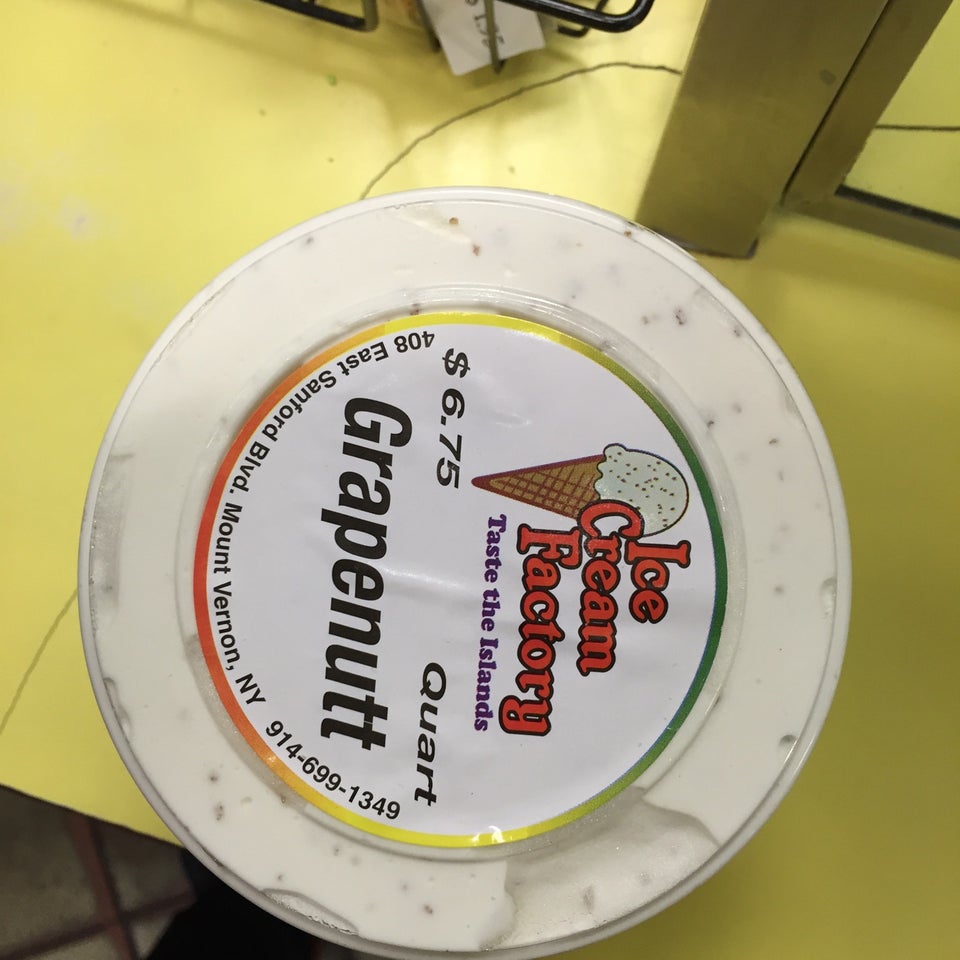 Ice
Cream
Factory
Taste the Islands
$ 6.75
Quart
Grapenutt
408 East Sanford Blvd. Mount Vernon, NY 914-699-1349